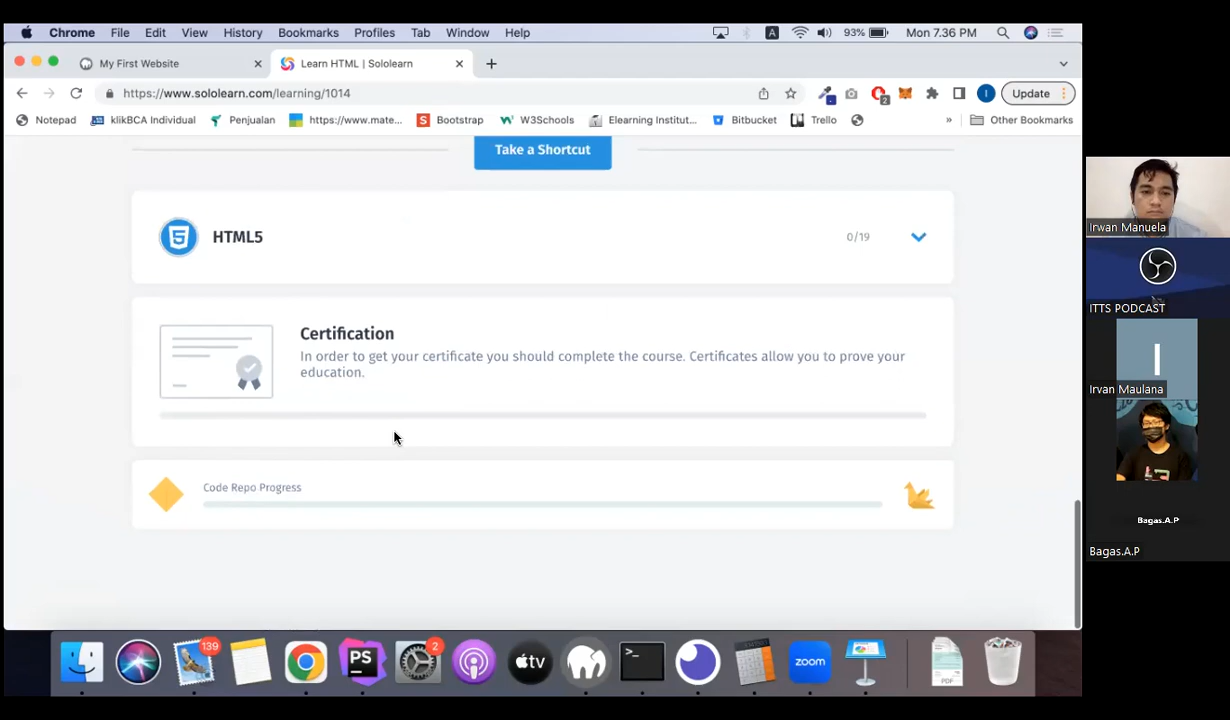 Chrome File Edit View History Bookmarks Profiles Tab Window Help A 93% Mon 7.36 PM
My First Website Learn HTML | Sololearn
https://www.sololearn.com/learning/1014 2 I Update
Notepad klikBCA Individual Penjualan https://www.mate... Bootstrap W3Schools Elearning Institut... Bitbucket Trello » Other Bookmarks
Take a Shortcut
HTML5 0/19
Certification
In order to get your certificate you should complete the course. Certificates allow you to prove your
education.
Code Repo Progress
Irwan Manuela
ITTS PODCAST
I
Irvan Maulana
Bagas.A.P
Bagas.A.P
139 PS 2 tv >_ zoom PDF